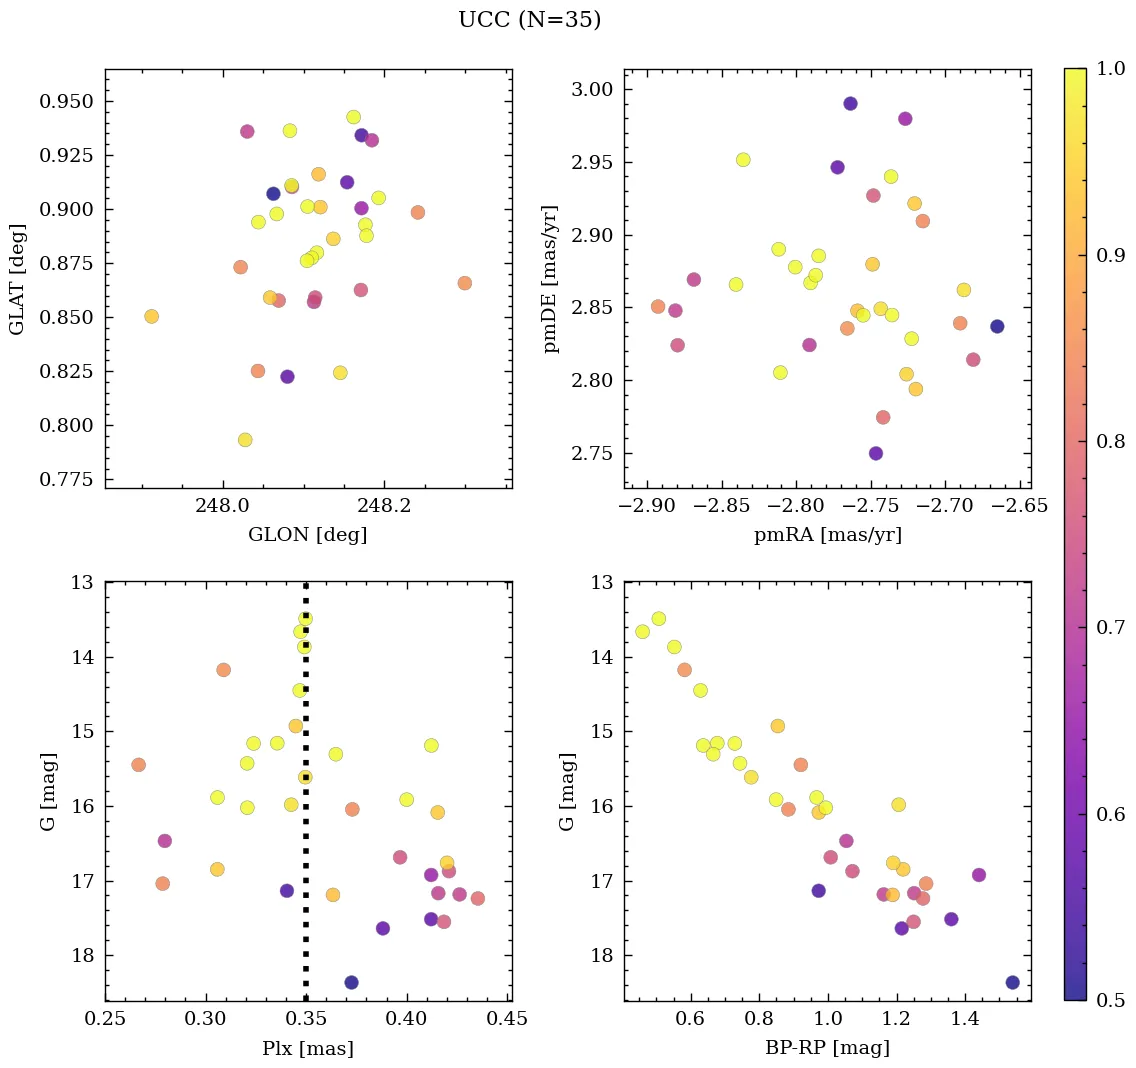 UCC (N=35)
0.950
0.925
0.900
0.875
0.850
0.825
0.800
0.775
GLAT [deg]
248.0 248.2
GLON [deg]
3.00
2.95
2.90
2.85
2.80
2.75
pmDE [mas/yr]
−2.90 −2.85 −2.80 −2.75 −2.70 −2.65
pmRA [mas/yr]
13
14
15
16
17
18
G [mag]
0.25 0.30 0.35 0.40 0.45
Plx [mas]
13
14
15
16
17
18
G [mag]
0.6 0.8 1.0 1.2 1.4
BP-RP [mag]
1.0
0.9
0.8
0.7
0.6
0.5